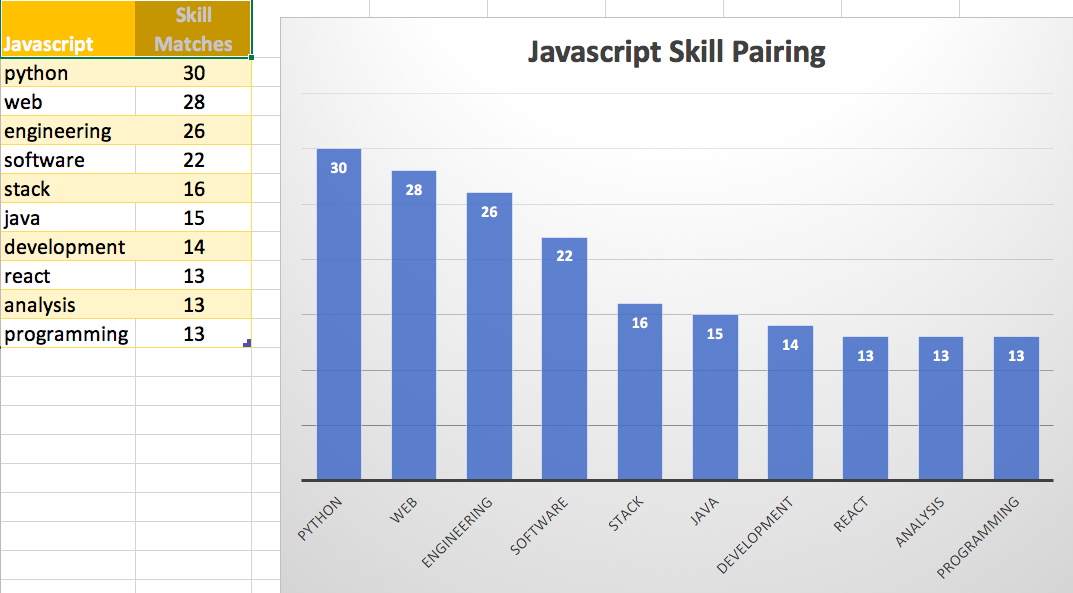 Skill
Javascript Matches
python 30
web 28
engineering 26
software 22
stack 16
java 15
development 14
react 13
analysis 13
programming 13
Javascript Skill Pairing
30
28
26
22
16
15
14
13
13
13
PYTHON
WEB
ENGINEERING
SOFTWARE
STACK
JAVA
DEVELOPMENT
REACT
ANALYSIS
PROGRAMMING